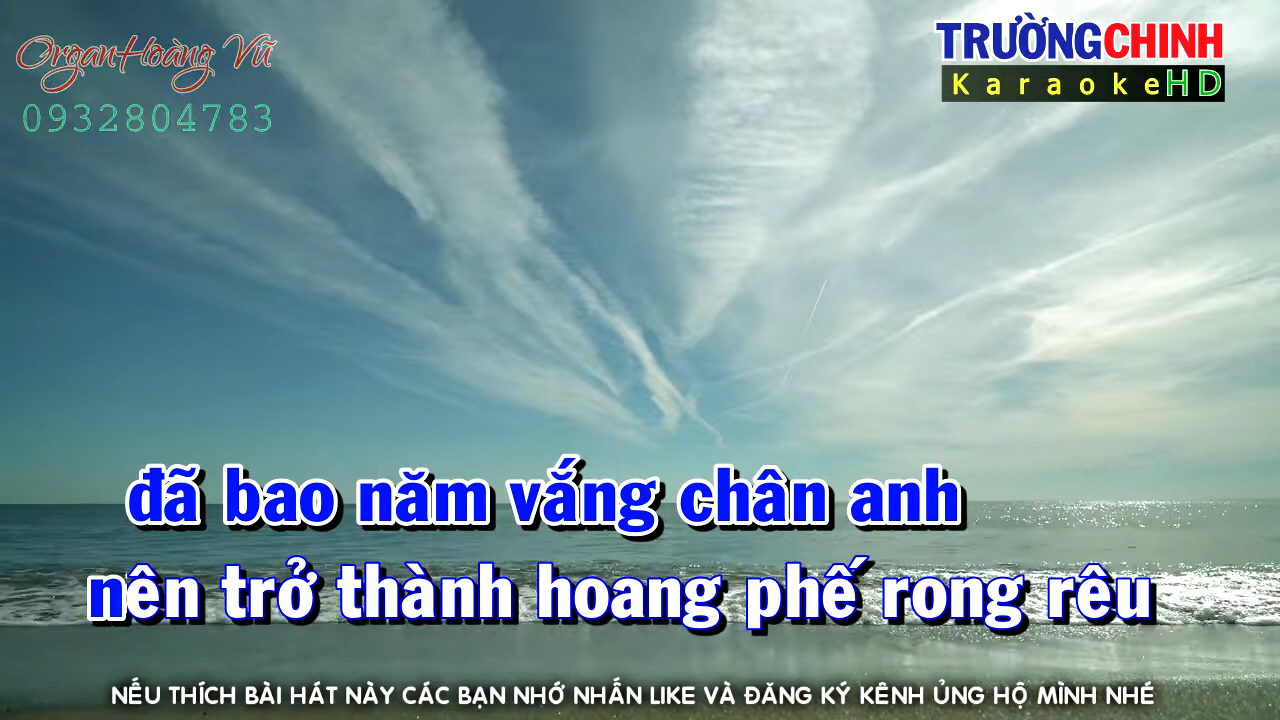 OrganHoàng Vũ
0932804783
TRƯỜNGCHINH
KaraokeHD
đã bao năm vắng chân anh
nên trở thành hoang phế rong rêu
NẾU THÍCH BÀI HÁT NÀY CÁC BẠN NHỚ NHẤN LIKE VÀ ĐĂNG KÝ KÊNH ỦNG HỘ MÌNH NHÉ